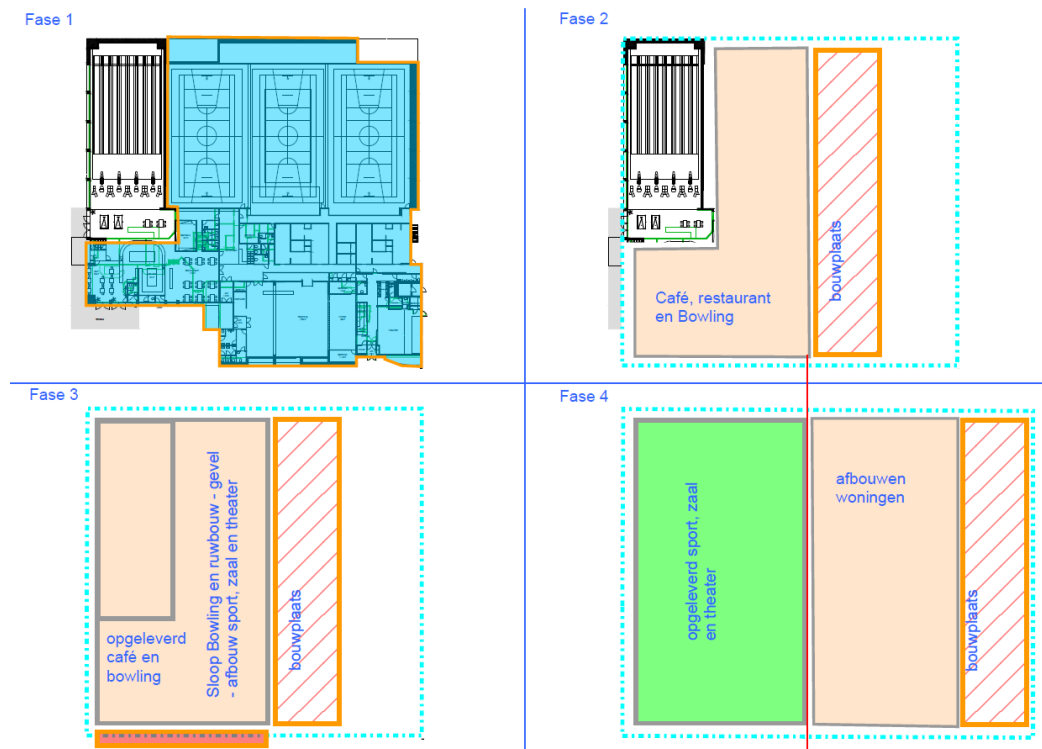 Fase 1
Fase 2
Café, restaurant
en Bowling
bouwplaats
Fase 3
opgeleverd
café en
bowling
Sloop Bowling en ruwbouw - gevel
- afbouw sport, zaal en theater
bouwplaats
Fase 4
opgeleverd sport, zaal
en theater
afbouwen
woningen
bouwplaats